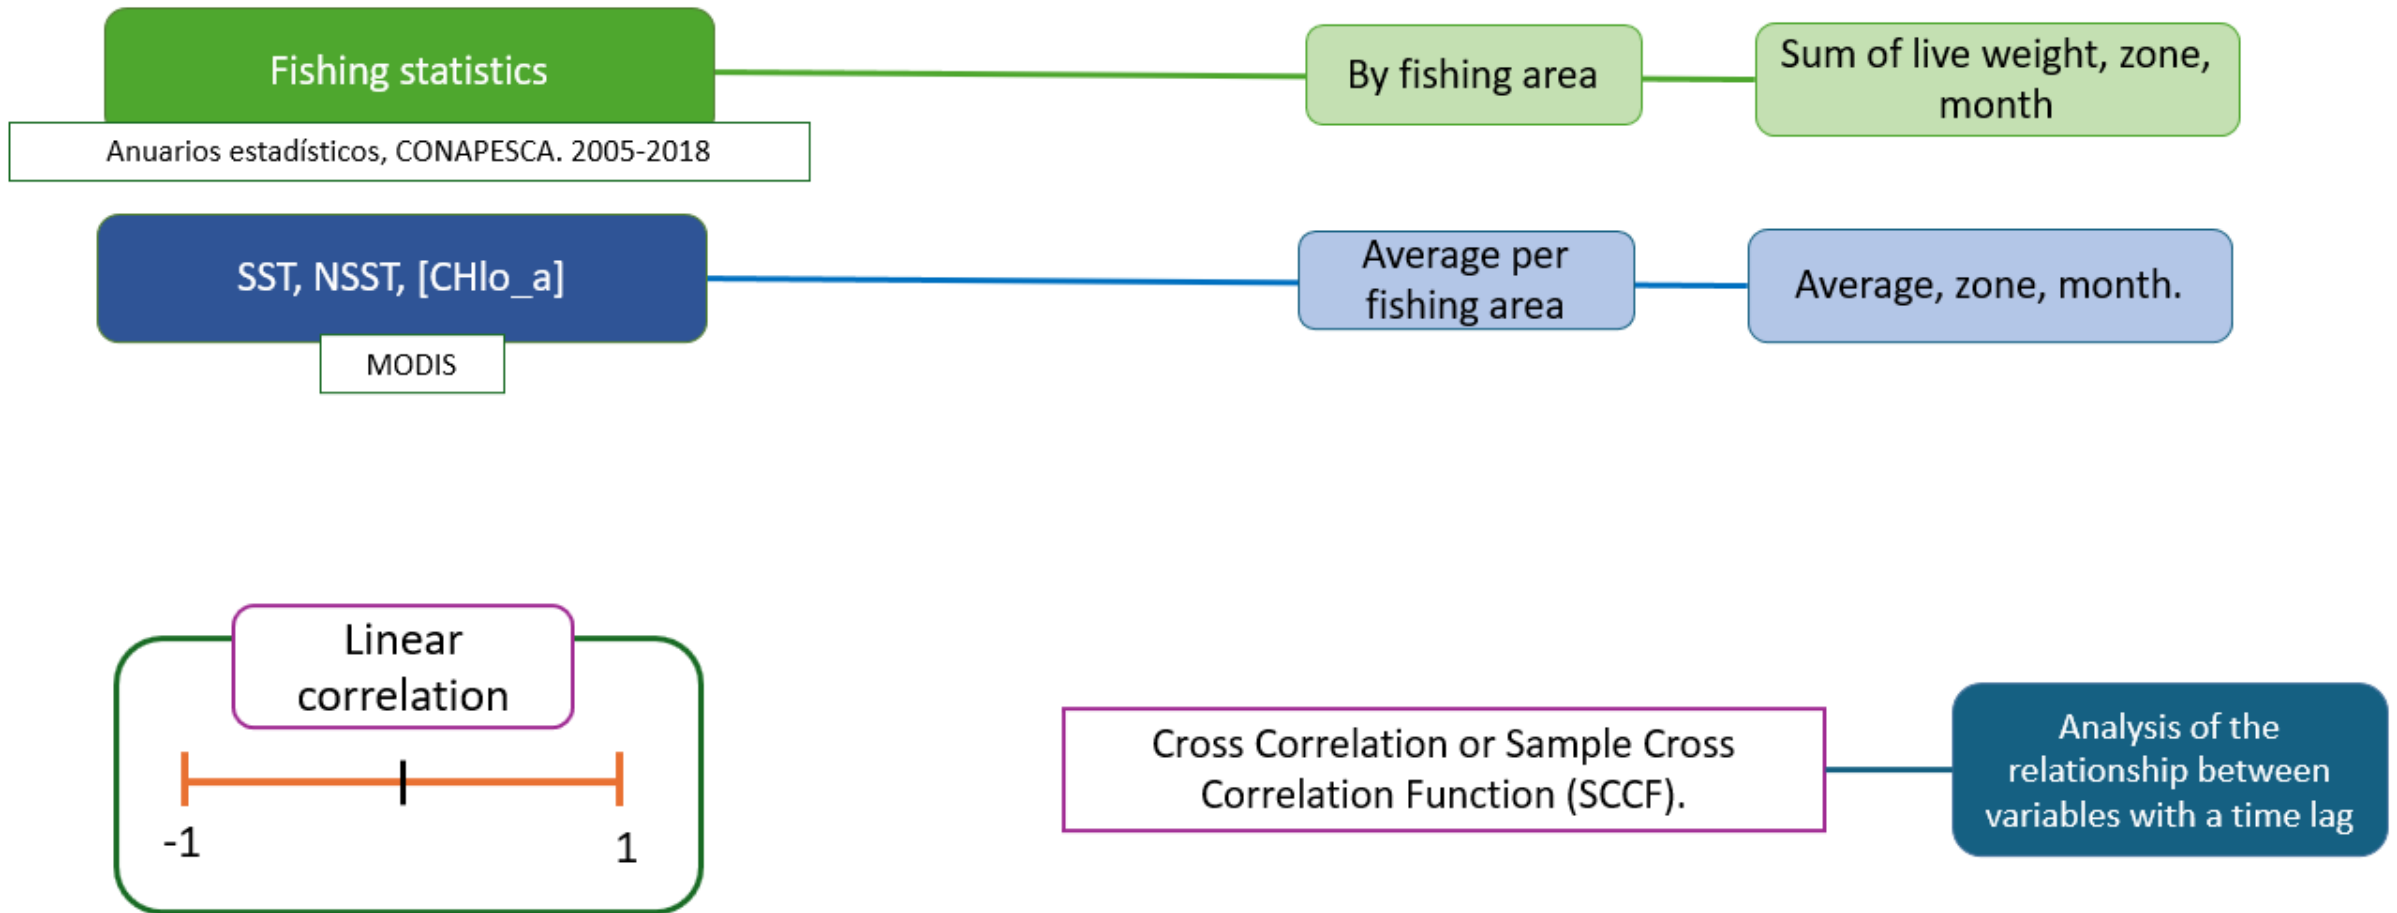 Fishing statistics
By fishing area
Sum of live weight, zone,
month
Anuarios estadísticos, CONAPESCA. 2005-2018
SST, NSST, [CHlo_a]
Average per
fishing area
Average, zone, month.
MODIS
Linear
correlation
-1
1
Cross Correlation or Sample Cross
Correlation Function (SCCF).
Analysis of the
relationship between
variables with a time lag